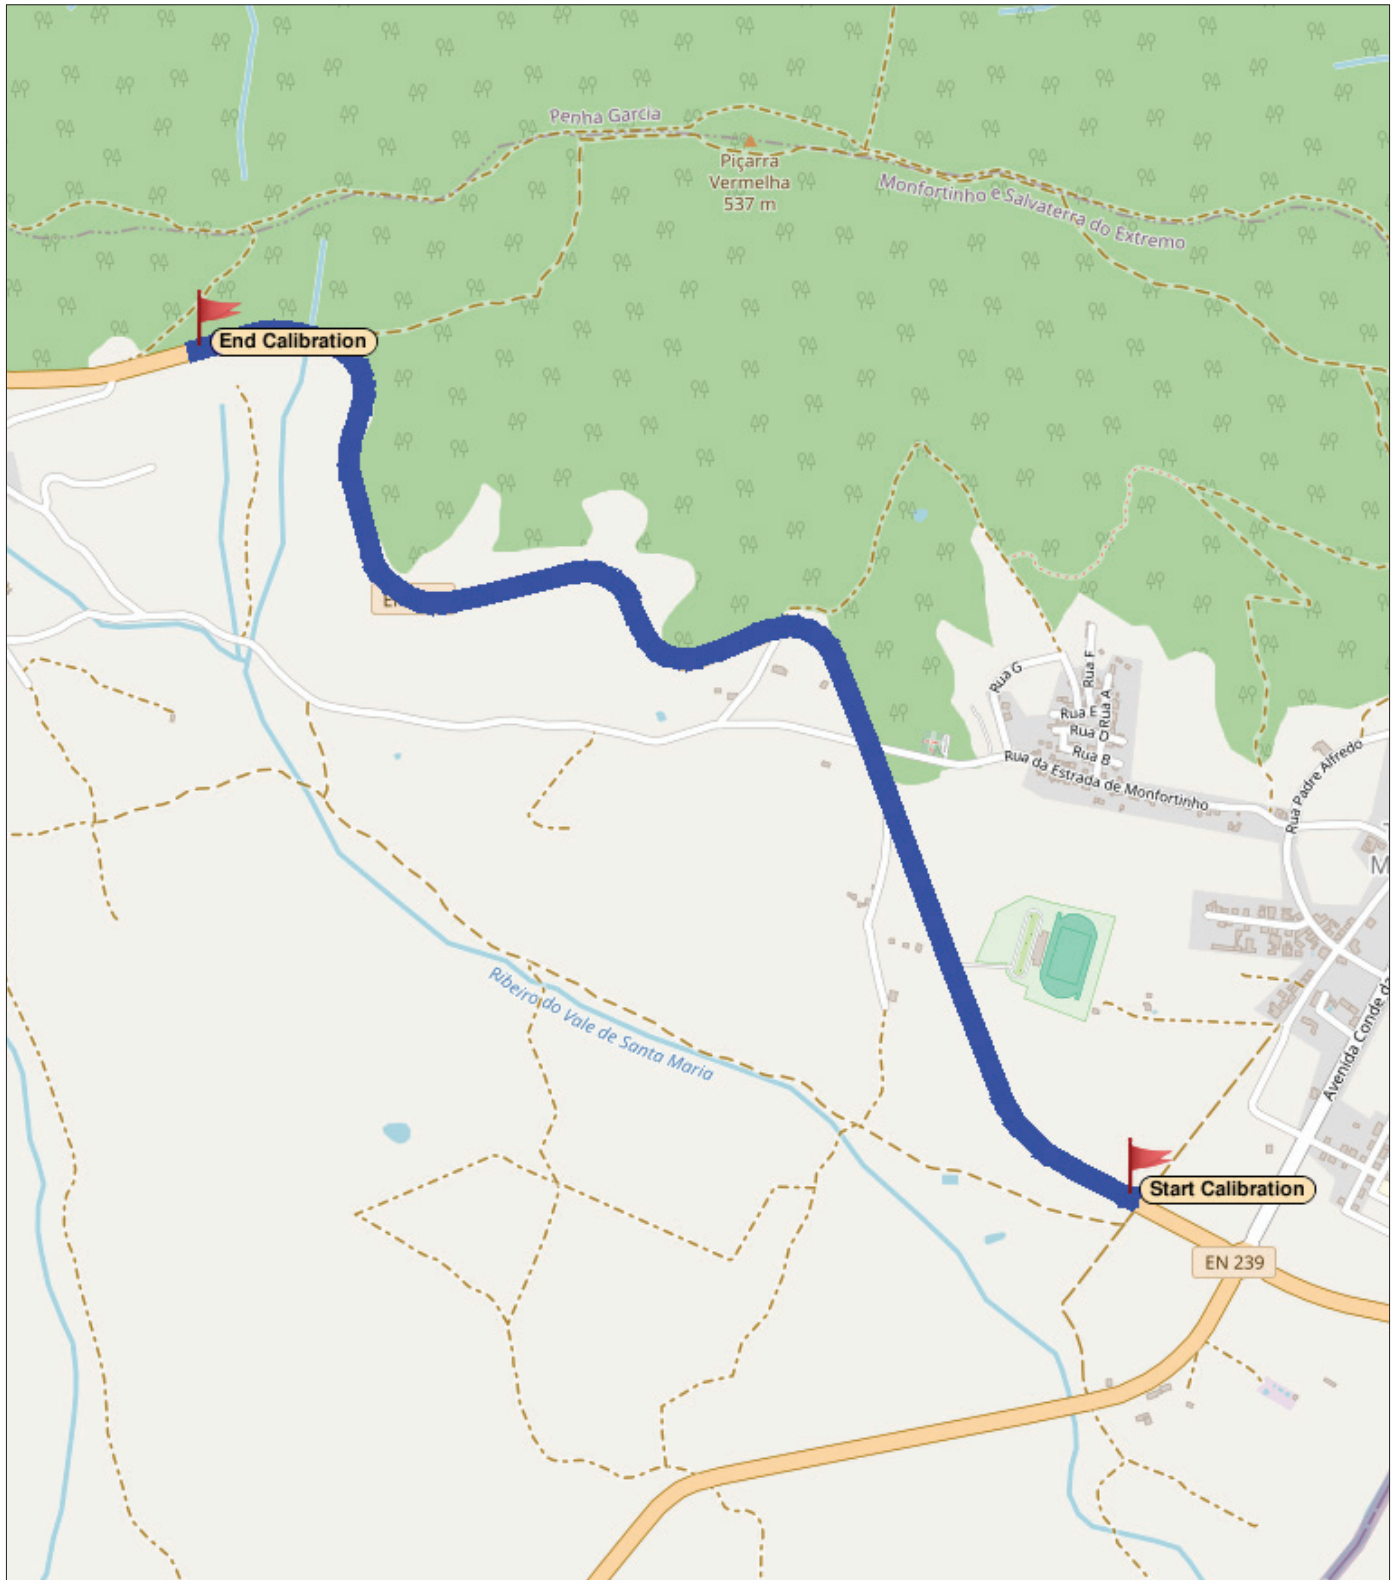 Penha Garcia
Piçarra
Vermelha
537 m
Monfortinho e Salvaterra do Extremo
End Calibration
Rua G
Rua F
Rua A
Rua E
Rua D
Rua B
Rua da Estrada de Monfortinho
Rua Padre Alfredo
M
Ribeiro do Vale de Santa Maria
Avenida Conde da
Start Calibration
EN 239